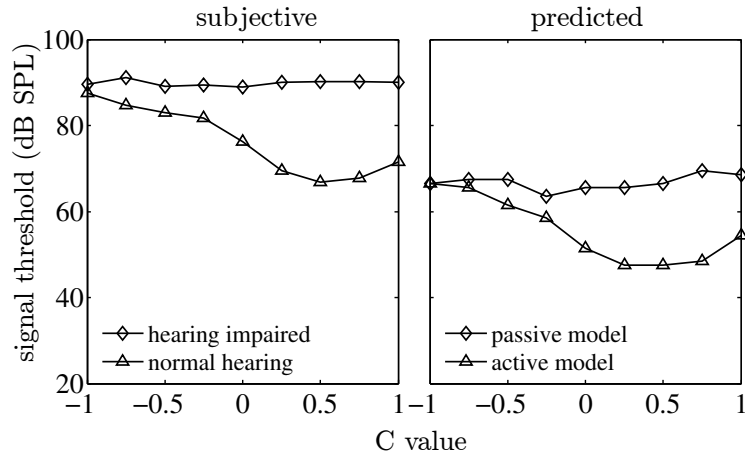 subjective
predicted
signal threshold (dB SPL)
100
80
60
40
20
hearing impaired
normal hearing
passive model
active model
−1 −0.5 0 0.5 1
−1 −0.5 0 0.5 1
C value